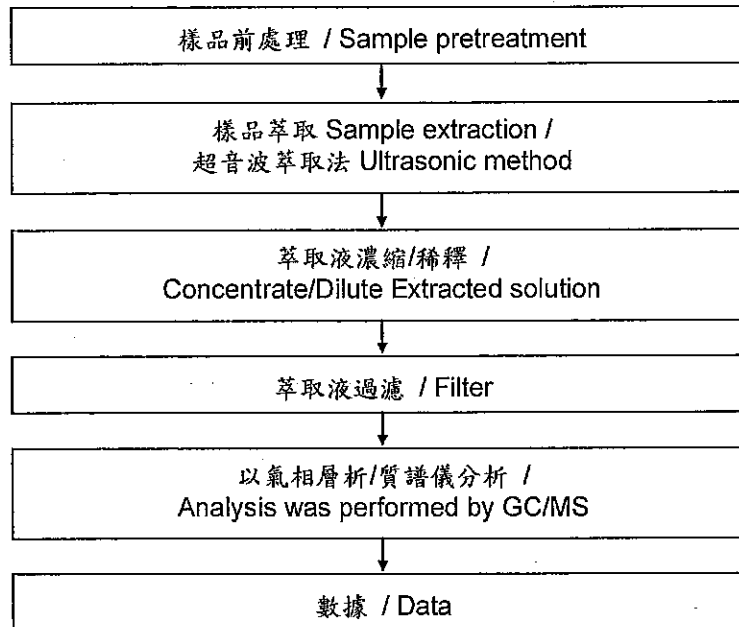 樣品前處理 / Sample pretreatment
樣品萃取 Sample extraction /
超音波萃取法 Ultrasonic method
萃取液濃縮/稀釋 /
Concentrate/Dilute Extracted solution
萃取液過濾 / Filter
以氣相層析/質譜儀分析 /
Analysis was performed by GC/MS
數據 / Data